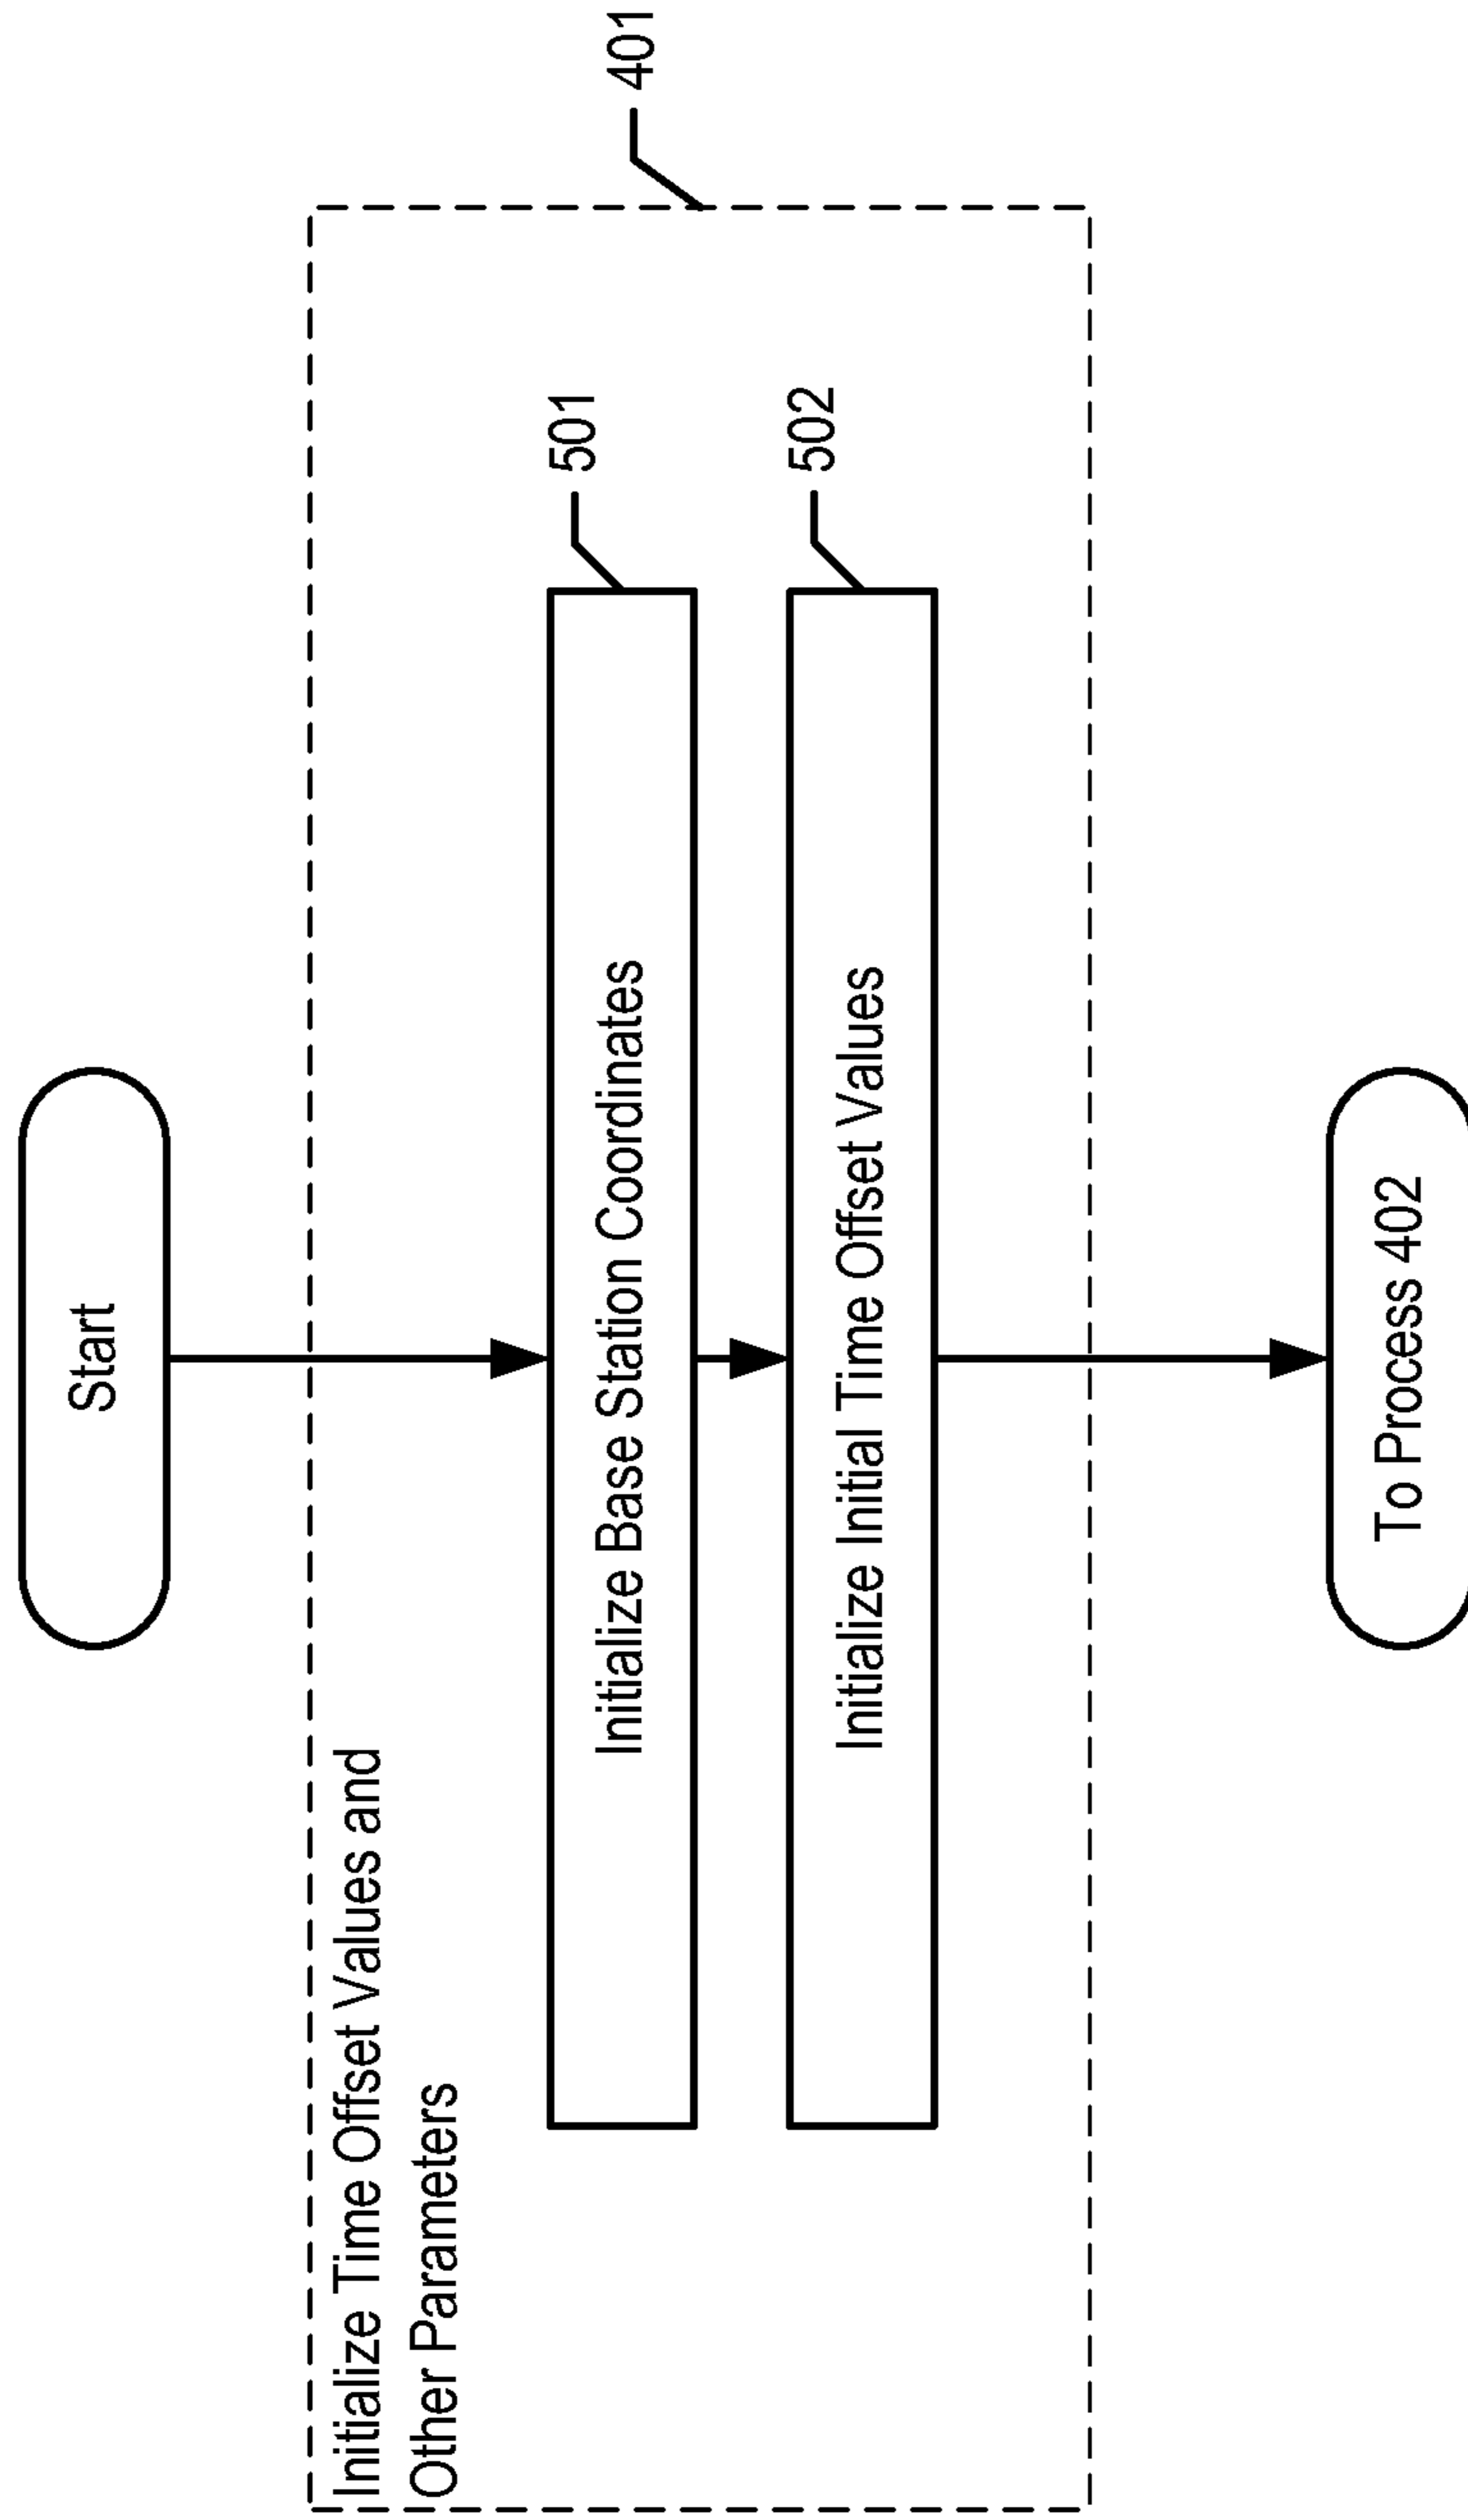 Start
401
Initialize Time Offset Values and
Other Parameters
501
Initialize Base Station Coordinates
502
Initialize Initial Time Offset Values
To Process 402